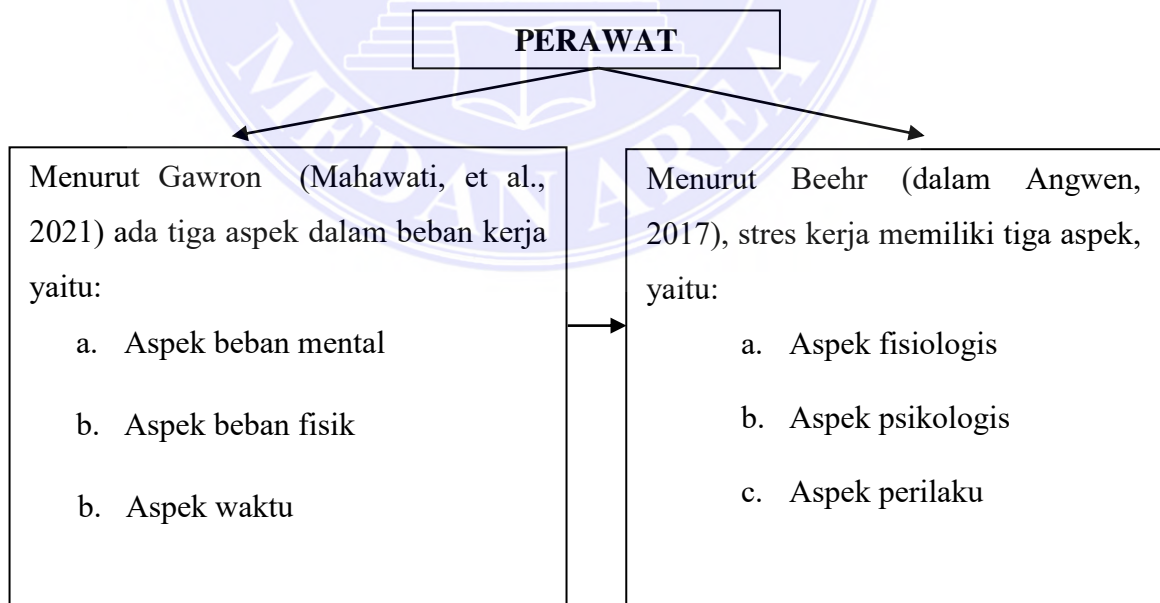 PERAWAT
MEDAN AREA
Menurut Gawron (Mahawati, et al.,
2021) ada tiga aspek dalam beban kerja
yaitu:
a. Aspek beban mental
b. Aspek beban fisik
b. Aspek waktu
Menurut Beehr (dalam Angwen,
2017), stres kerja memiliki tiga aspek,
yaitu:
a. Aspek fisiologis
b. Aspek psikologis
c. Aspek perilaku